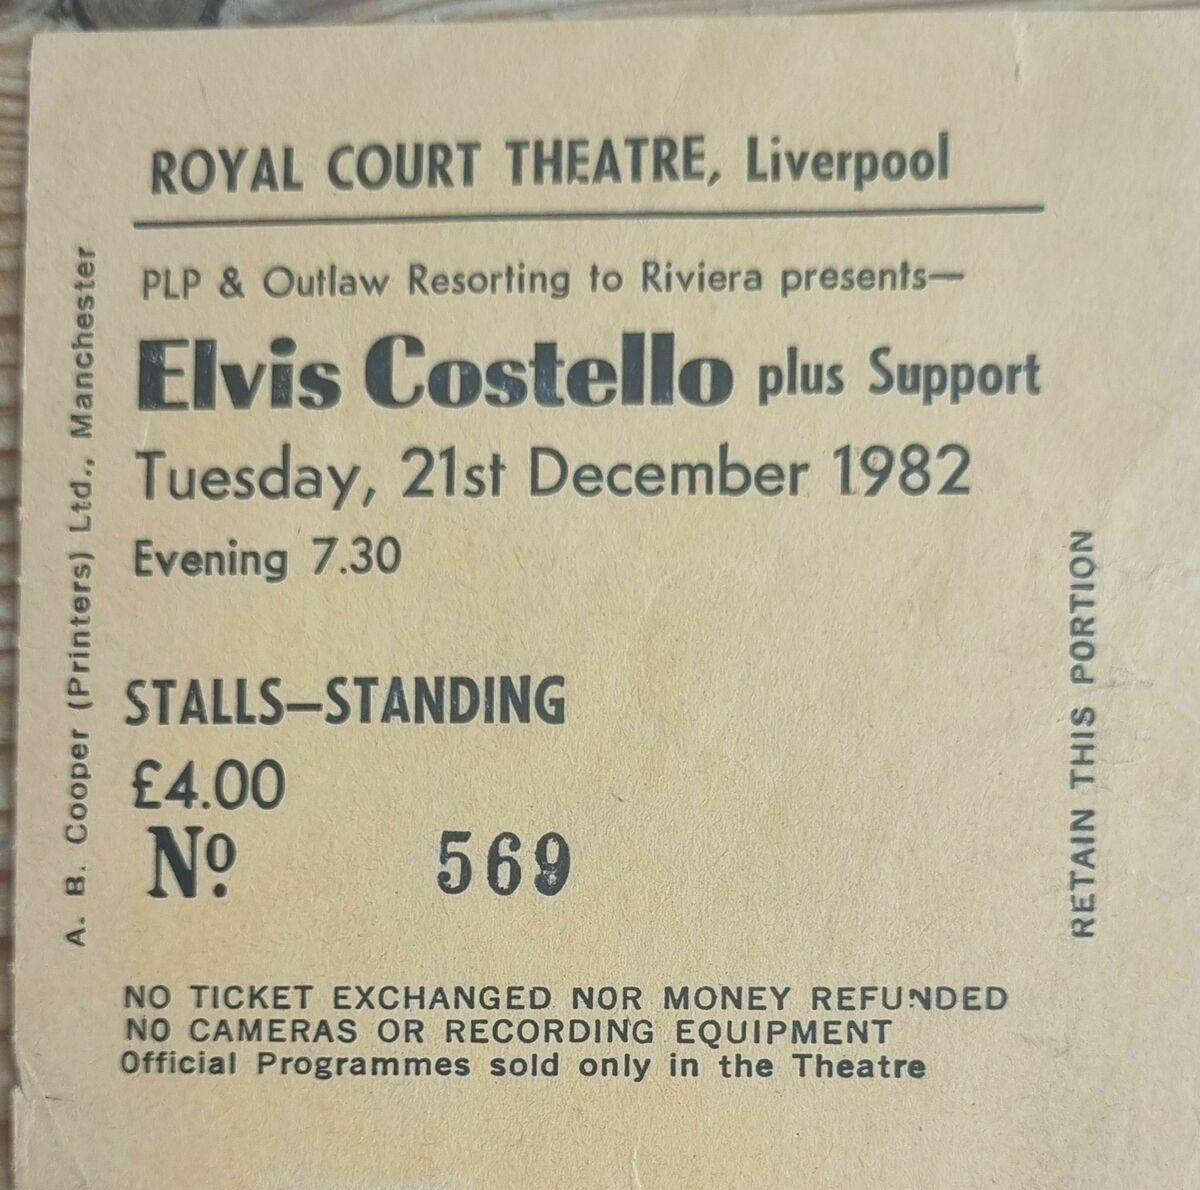 ROYAL COURT THEATRE, Liverpool
PLP & Outlaw Resorting to Riviera presents—
Elvis Costello plus Support
Tuesday, 21st December 1982
Evening 7.30
STALLS—STANDING
£4.00
Nº. 569
NO TICKET EXCHANGED NOR MONEY REFUNDED
NO CAMERAS OR RECORDING EQUIPMENT
Official Programmes sold only in the Theatre
A. B. Cooper (Printers) Ltd., Manchester
RETAIN THIS PORTION